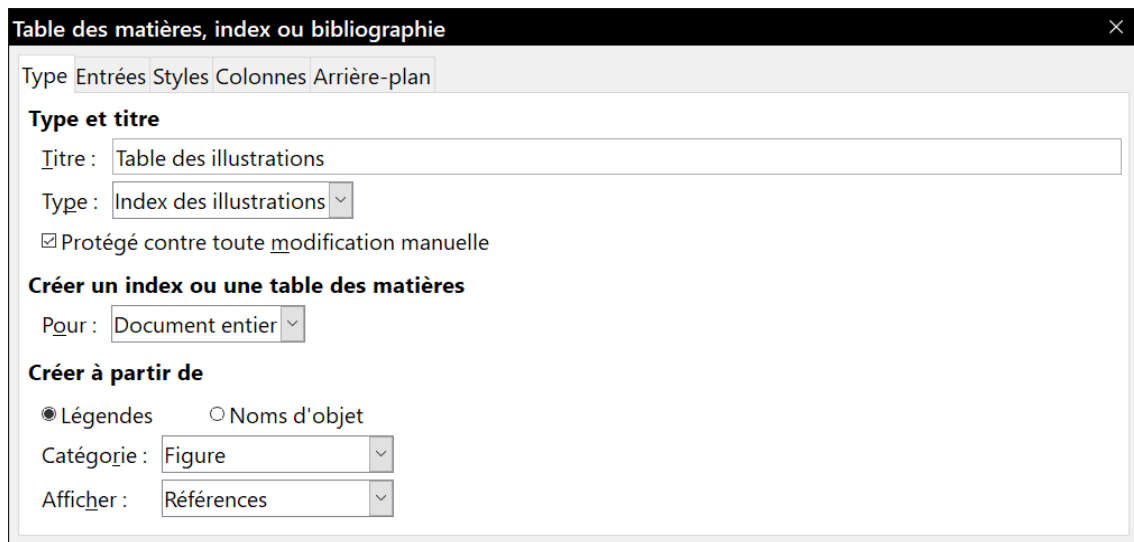 Table des matières, index ou bibliographie
Type Entrées Styles Colonnes Arrière-plan
Type et titre
Titre : Table des illustrations
Type : Index des illustrations
Protégé contre toute modification manuelle
Créer un index ou une table des matières
Pour : Document entier
Créer à partir de
Légendes Noms d'objet
Catégorie : Figure
Afficher : Références